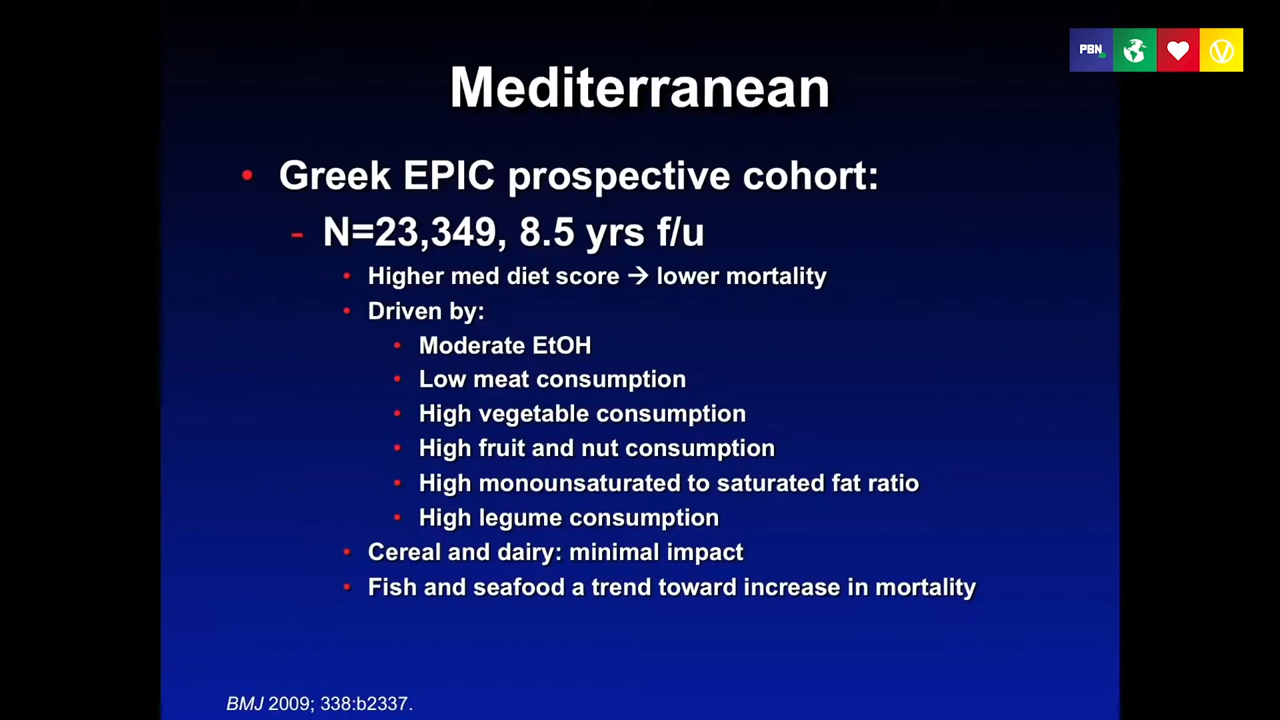 PBN
Mediterranean
• Greek EPIC prospective cohort:
- N=23,349, 8.5 yrs f/u
• Higher med diet score → lower mortality
• Driven by:
• Moderate EtOH
• Low meat consumption
• High vegetable consumption
• High fruit and nut consumption
• High monounsaturated to saturated fat ratio
• High legume consumption
• Cereal and dairy: minimal impact
• Fish and seafood a trend toward increase in mortality
BMJ 2009; 338:b2337.